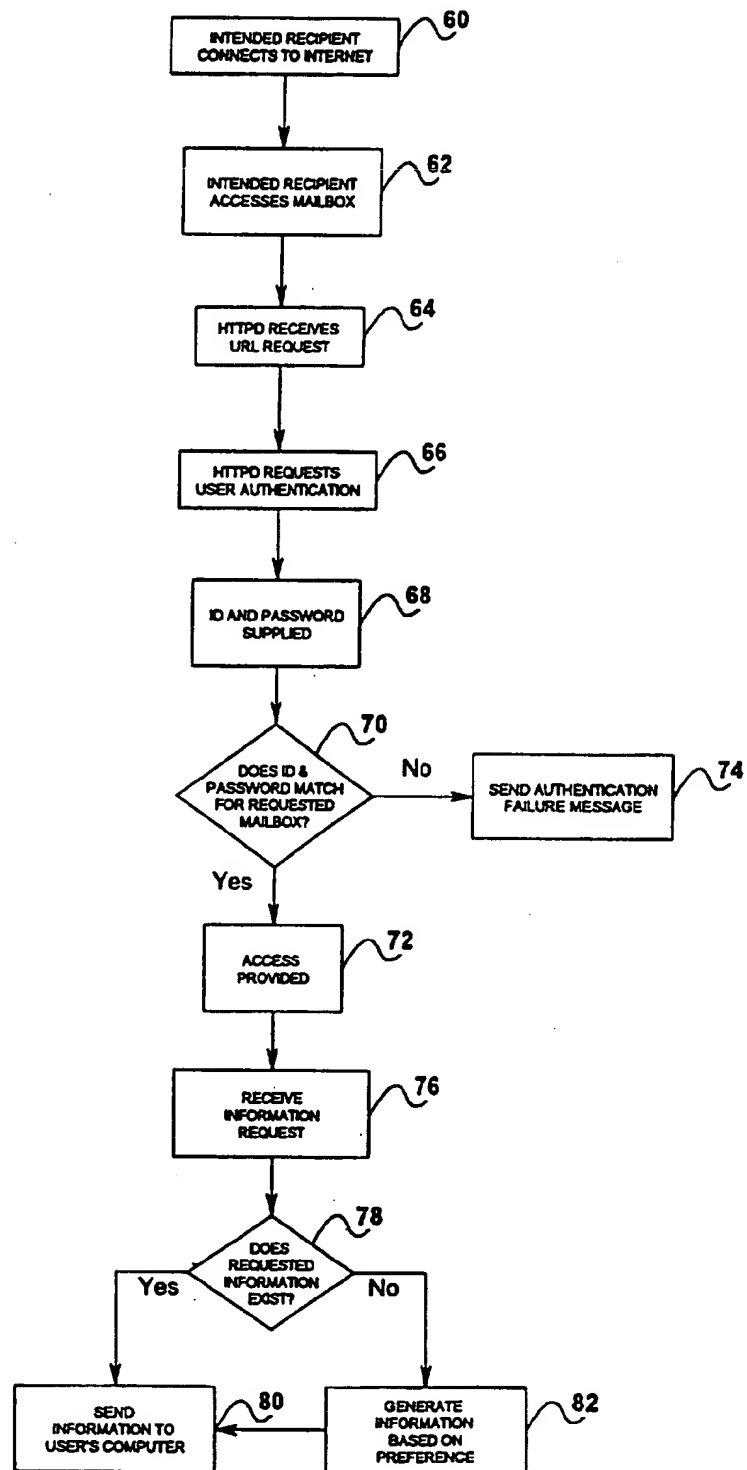 60
INTENDED RECIPIENT
CONNECTS TO INTERNET
62
INTENDED RECIPIENT
ACCESSES MAILBOX
64
HTTPD RECEIVES
URL REQUEST
66
HTTPD REQUESTS
USER AUTHENTICATION
68
ID AND PASSWORD
SUPPLIED
70
DOES ID &
PASSWORD MATCH
FOR REQUESTED
MAILBOX?
No
74
SEND AUTHENTICATION
FAILURE MESSAGE
Yes
72
ACCESS
PROVIDED
76
RECEIVE
INFORMATION
REQUEST
78
DOES
REQUESTED
INFORMATION
EXIST?
Yes
No
80
SEND
INFORMATION TO
USER'S COMPUTER
82
GENERATE
INFORMATION
BASED ON
PREFERENCE